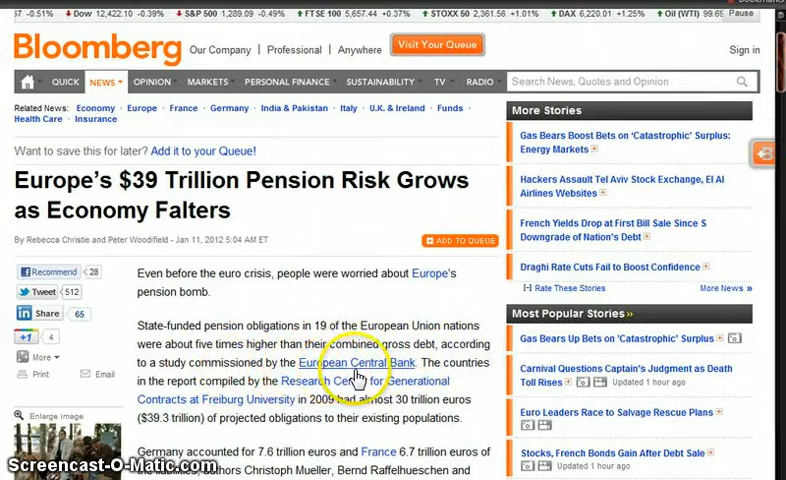 57 -0.51% Dow 12,422.10 -0.39% S&P 500 1,289.09 -0.49% FTSE 100 5,657.44 +0.37% STOXX 50 2,361.56 +1.01% DAX 6,220.01 +1.25% Oil (WTI) 99.69 Pause
Bloomberg Our Company | Professional | Anywhere Visit Your Queue Sign in
QUICK NEWS OPINION MARKETS PERSONAL FINANCE SUSTAINABILITY TV RADIO Search News, Quotes and Opinion
Related News: Economy · Europe · France · Germany · India & Pakistan · Italy · U.K. & Ireland · Funds ·
Health Care · Insurance
Want to save this for later? Add it to your Queue!
Europe's $39 Trillion Pension Risk Grows
as Economy Falters
By Rebecca Christie and Peter Woodifield - Jan 11, 2012 5:04 AM ET
ADD TO QUEUE
Recommend 28
Tweet 512
Share 65
+1 4
More
Print Email
Enlarge image
Even before the euro crisis, people were worried about Europe's
pension bomb.
State-funded pension obligations in 19 of the European Union nations
were about five times higher than their combined gross debt, according
to a study commissioned by the European Central Bank. The countries
in the report compiled by the Research Center for Generational
Contracts at Freiburg University in 2009 had almost 30 trillion euros
($39.3 trillion) of projected obligations to their existing populations.
Germany accounted for 7.6 trillion euros and France 6.7 trillion euros of
the liabilities, authors Christoph Mueller, Bernd Raffelhueschen and
More Stories
Gas Bears Boost Bets on 'Catastrophic' Surplus:
Energy Markets
Hackers Assault Tel Aviv Stock Exchange, El Al
Airlines Websites
French Yields Drop at First Bill Sale Since S
Downgrade of Nation's Debt
Draghi Rate Cuts Fail to Boost Confidence
Rate These Stories More News »
Most Popular Stories »
Gas Bears Gas Up Bets on 'Catastrophic' Surplus
Carnival Questions Captain's Judgment as Death
Toll Rises Updated 1 hour ago
Euro Leaders Race to Salvage Rescue Plans
Stocks, French Bonds Gain After Debt Sale
Updated 1 hour ago
Screencast-O-Matic.com